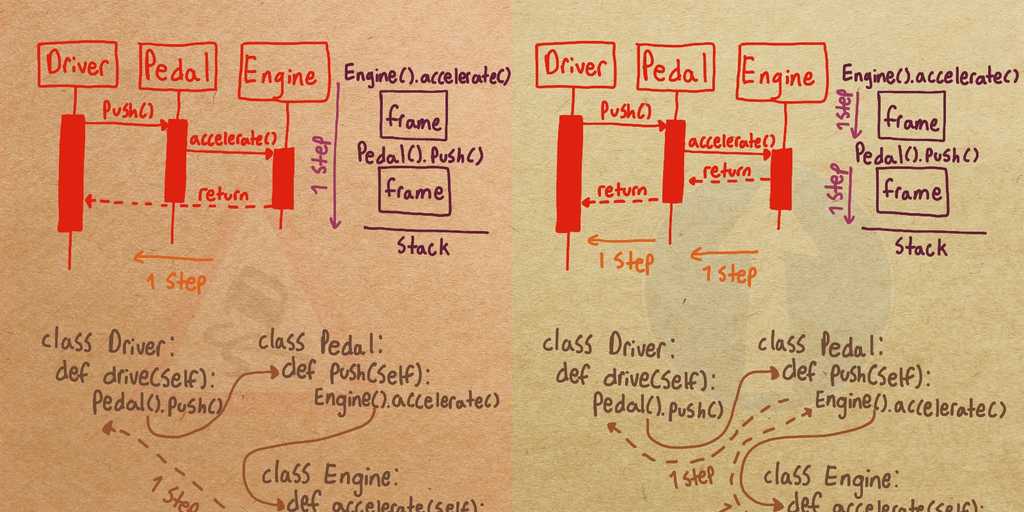 Driver
Pedal
Engine
Push()
accelerate()
return
1 step
1 step
Engine().accelerate()
frame
Pedal().Push()
frame
Stack
class Driver:
def drive(self):
Pedal().push()
class Pedal:
def push(self):
Engine().accelerate()
1 step
class Engine:
def accelerate(self):
Driver
Pedal
Engine
Push()
accelerate()
return
return
1 step
1 step
1 step
1 step
Engine().accelerate()
frame
Pedal().Push()
frame
Stack
class Driver:
def drive(self):
Pedal().push()
class Pedal:
def push(self):
Engine().accelerate()
1 step
class Engine:
def accelerate(self):